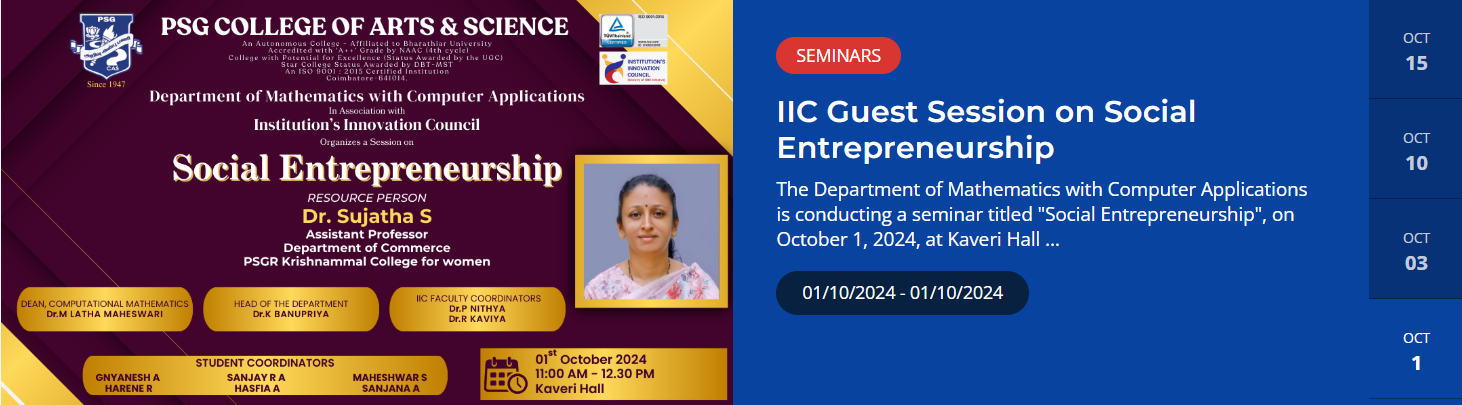 PSG
CAS
Since 1947
PSG COLLEGE OF ARTS & SCIENCE
An Autonomous College - Affiliated to Bharathiar University
Accredited with 'A++' Grade by NAAC (4th cycle)
College with Potential for Excellence (Status Awarded by the UGC)
Star College Status Awarded by DBT-MST
An ISO 9001 : 2015 Certified Institution
Coimbatore-641014.
ISO 9001:2015
CERTIFIED
INSTITUTION'S
INNOVATION
COUNCIL
Department of Mathematics with Computer Applications
In Association with
Institution's Innovation Council
Organizes a Session on
Social Entrepreneurship
RESOURCE PERSON
Dr. Sujatha S
Assistant Professor
Department of Commerce
PSGR Krishnammal College for women
DEAN, COMPUTATIONAL MATHEMATICS
Dr.M LATHA MAHESWARI
HEAD OF THE DEPARTMENT
Dr.K BANUPRIYA
IIC FACULTY COORDINATORS
Dr.P NITHYA
Dr.R KAVIYA
STUDENT COORDINATORS
GNYANESH A SANJAY R A MAHESHWAR S
HARENE R HASFIA A SANJANA A
01st October 2024
11:00 AM - 12.30 PM
Kaveri Hall
SEMINARS
IIC Guest Session on Social
Entrepreneurship
The Department of Mathematics with Computer Applications
is conducting a seminar titled "Social Entrepreneurship", on
October 1, 2024, at Kaveri Hall ...
01/10/2024 - 01/10/2024
OCT
15
OCT
10
OCT
03
OCT
1